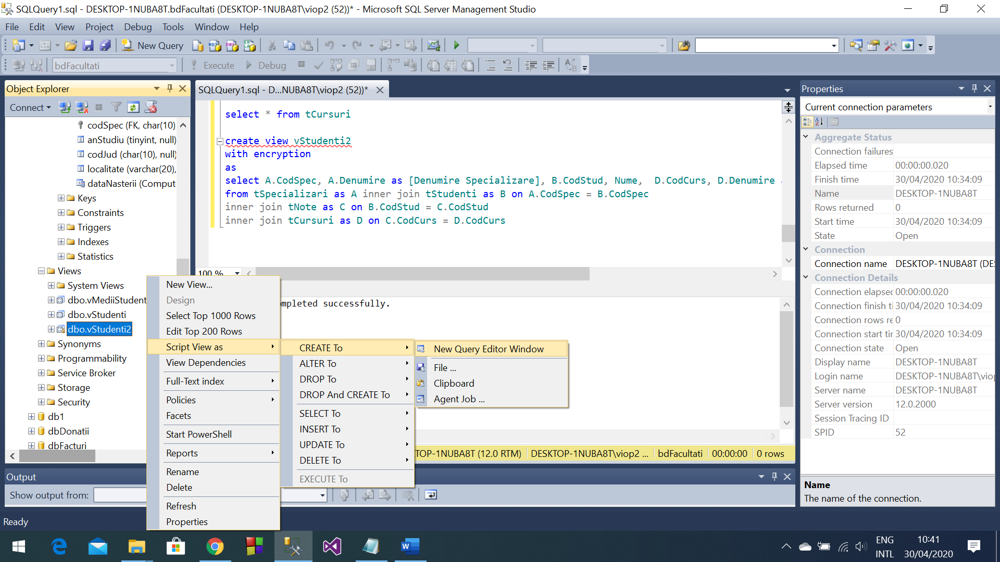 SQLQuery1.sql - DESKTOP-1NUBA8T.bdFacultati (DESKTOP-1NUBA8T\viop2 (52))* - Microsoft SQL Server Management Studio
File Edit View Project Debug Tools Window Help
New Query
bdFacultati Execute Debug
Object Explorer
Connect
codSpec (FK, char(10),
anStudiu (tinyint, null)
codJud (char(10), null)
localitate (varchar(20),
dataNasterii (Comput
Keys
Constraints
Triggers
Indexes
Statistics
Views
System Views
dbo.vMediiStudent
dbo.vStudenti
dbo.vStudenti2
Synonyms
Programmability
Service Broker
Storage
Security
db1
dbDonatii
dbFacturi
SQLQuery1.sql - D...NUBA8T\viop2 (52))*
select * from tCursuri
create view vStudenti2
with encryption
as
select A.CodSpec, A.Denumire as [Denumire Specializare], B.CodStud, Nume, D.CodCurs, D.Denumire
from tSpecializari as A inner join tStudenti as B on A.CodSpec = B.CodSpec
inner join tNote as C on B.CodStud = C.CodStud
inner join tCursuri as D on C.CodCurs = D.CodCurs
100 %
mpleted successfully.
New View...
Design
Select Top 1000 Rows
Edit Top 200 Rows
Script View as
View Dependencies
Full-Text index
Policies
Facets
Start PowerShell
Reports
Rename
Delete
Refresh
Properties
CREATE To
ALTER To
DROP To
DROP And CREATE To
SELECT To
INSERT To
UPDATE To
DELETE To
EXECUTE To
New Query Editor Window
File ...
Clipboard
Agent Job ...
TOP-1NUBA8T (12.0 RTM) DESKTOP-1NUBA8T\viop2 ... bdFacultati 00:00:00 0 rows
Properties
Current connection parameters
Aggregate Status
Connection failures
Elapsed time 00:00:00.020
Finish time 30/04/2020 10:34:09
Name DESKTOP-1NUBA8T
Rows returned 0
Start time 30/04/2020 10:34:09
State Open
Connection
Connection name DESKTOP-1NUBA8T (DE
Connection Details
Connection elapsed 00:00:00.020
Connection finish ti 30/04/2020 10:34:09
Connection rows re 0
Connection start tir 30/04/2020 10:34:09
Connection state Open
Display name DESKTOP-1NUBA8T
Login name DESKTOP-1NUBA8T\viop
Server name DESKTOP-1NUBA8T
Server version 12.0.2000
Session Tracing ID
SPID 52
Name
The name of the connection.
Output
Show output from:
Ready
ENG
INTL
10:41
30/04/2020